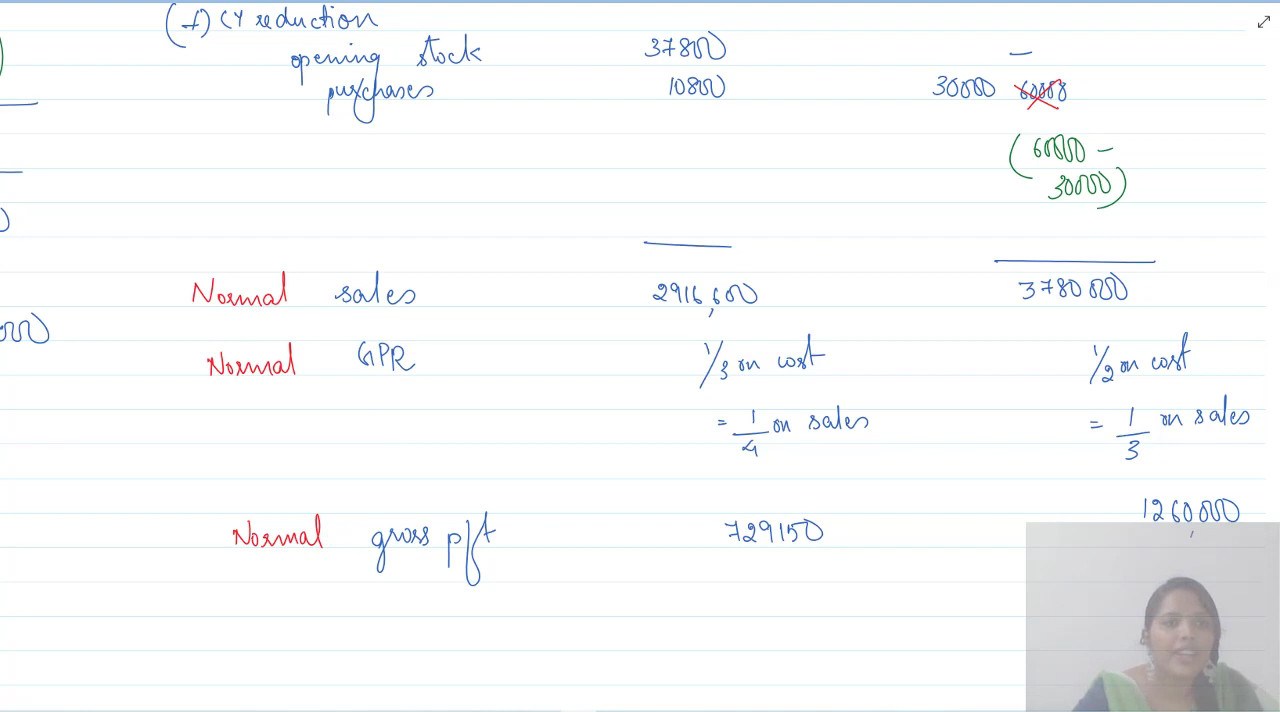 (+) CY reduction
opening stock 37800 —
purchases 10800 30000 60000
(60000 —
30000)
Normal sales 2916,600 3780000
Normal GPR 1/3 on cost 1/2 on cost
= 1/4 on sales = 1/3 on sales
Normal gross pft 729150 1260000